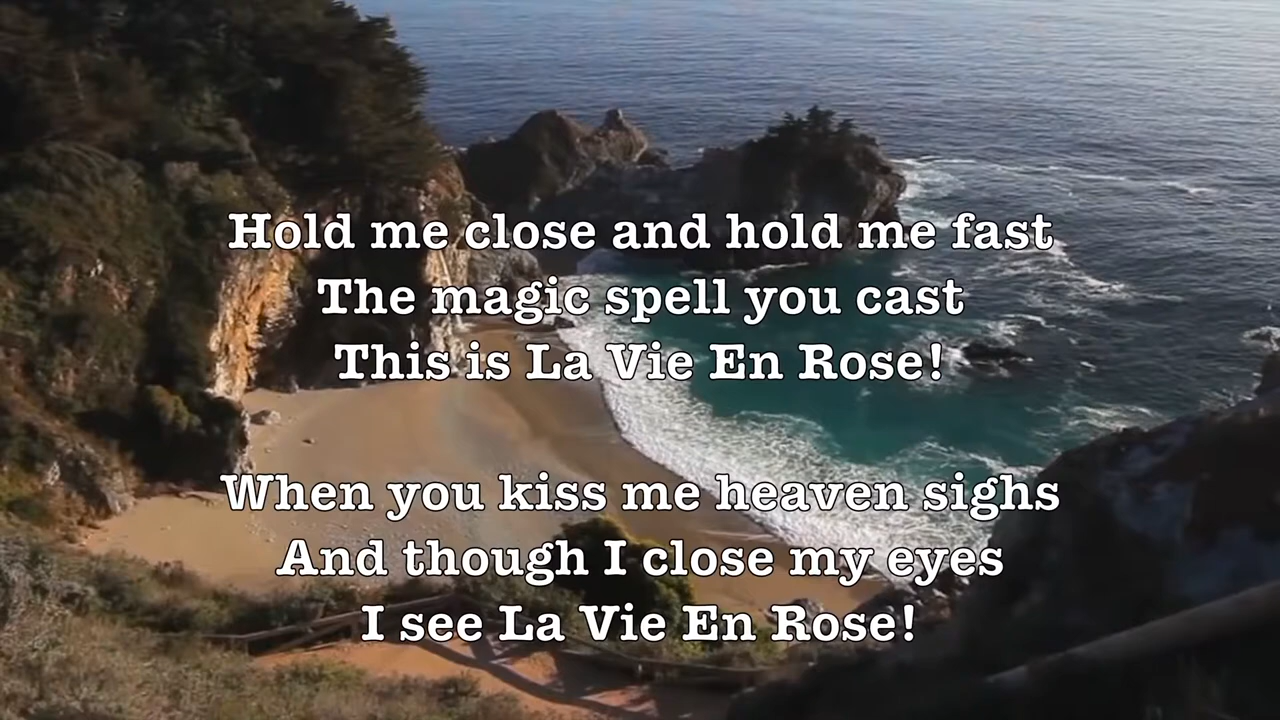 Hold me close and hold me fast
The magic spell you cast
This is La Vie En Rose!
When you kiss me heaven sighs
And though I close my eyes
I see La Vie En Rose!